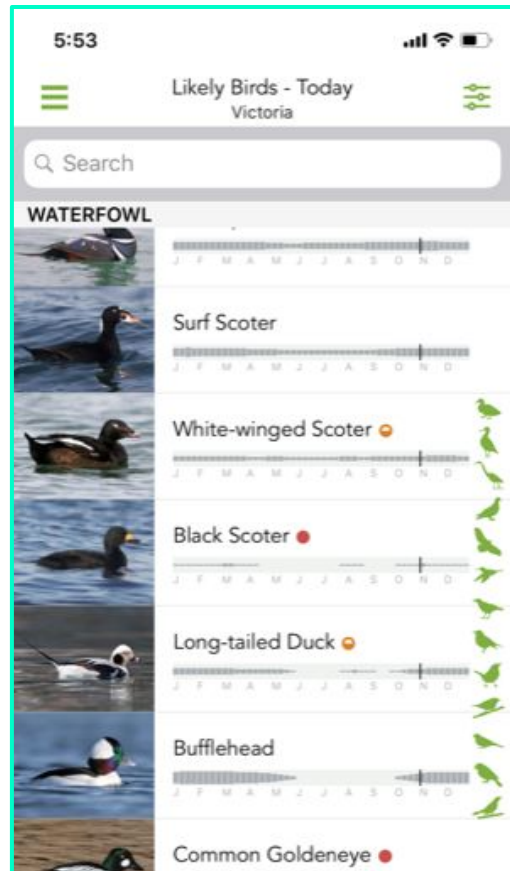 5:53
Likely Birds - Today
Victoria
Search
WATERFOWL
J F M A M J J A S O N D
Surf Scoter
J F M A M J J A S O N D
White-winged Scoter
J F M A M J J A S O N D
Black Scoter
J F M A M J J A S O N D
Long-tailed Duck
J F M A M J J A S O N D
Bufflehead
J F M A M J J A S O N D
Common Goldeneye